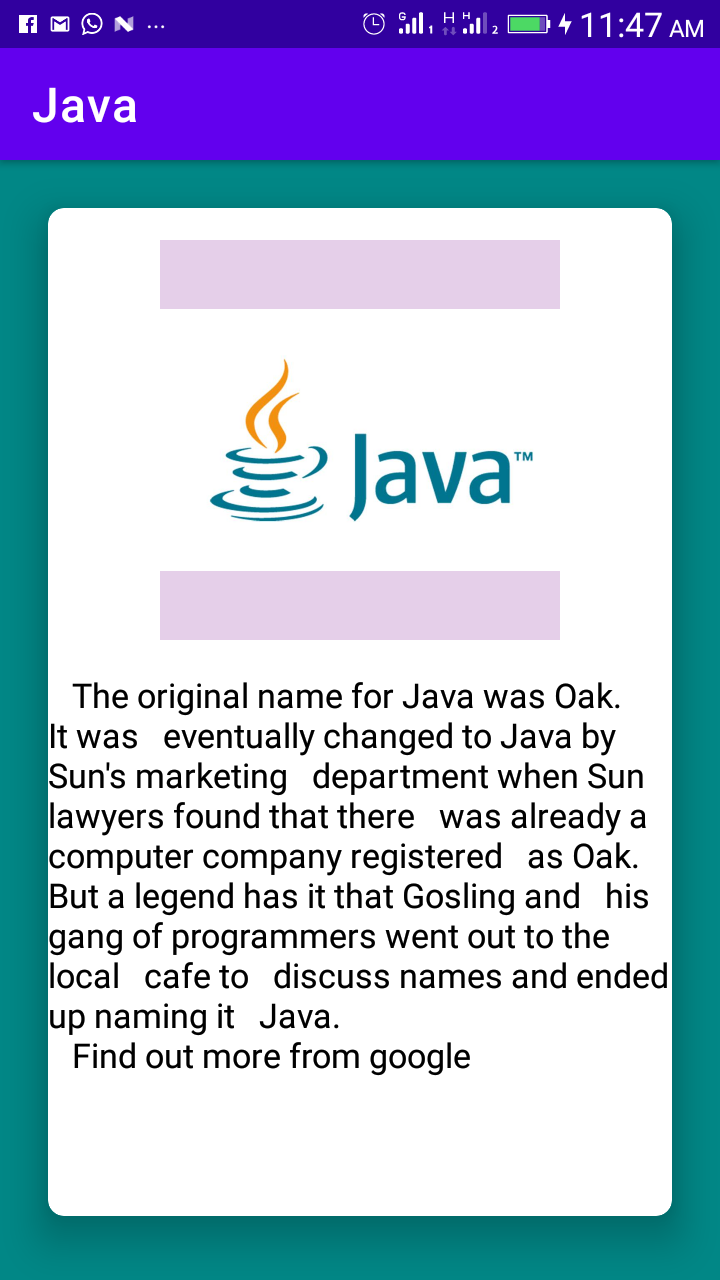 G 1 H H 2 11:47 AM
Java
Java™
The original name for Java was Oak.
It was   eventually changed to Java by
Sun's marketing   department when Sun
lawyers found that there   was already a
computer company registered   as Oak.
But a legend has it that Gosling and   his
gang of programmers went out to the
local   cafe to   discuss names and ended
up naming it   Java.
Find out more from google